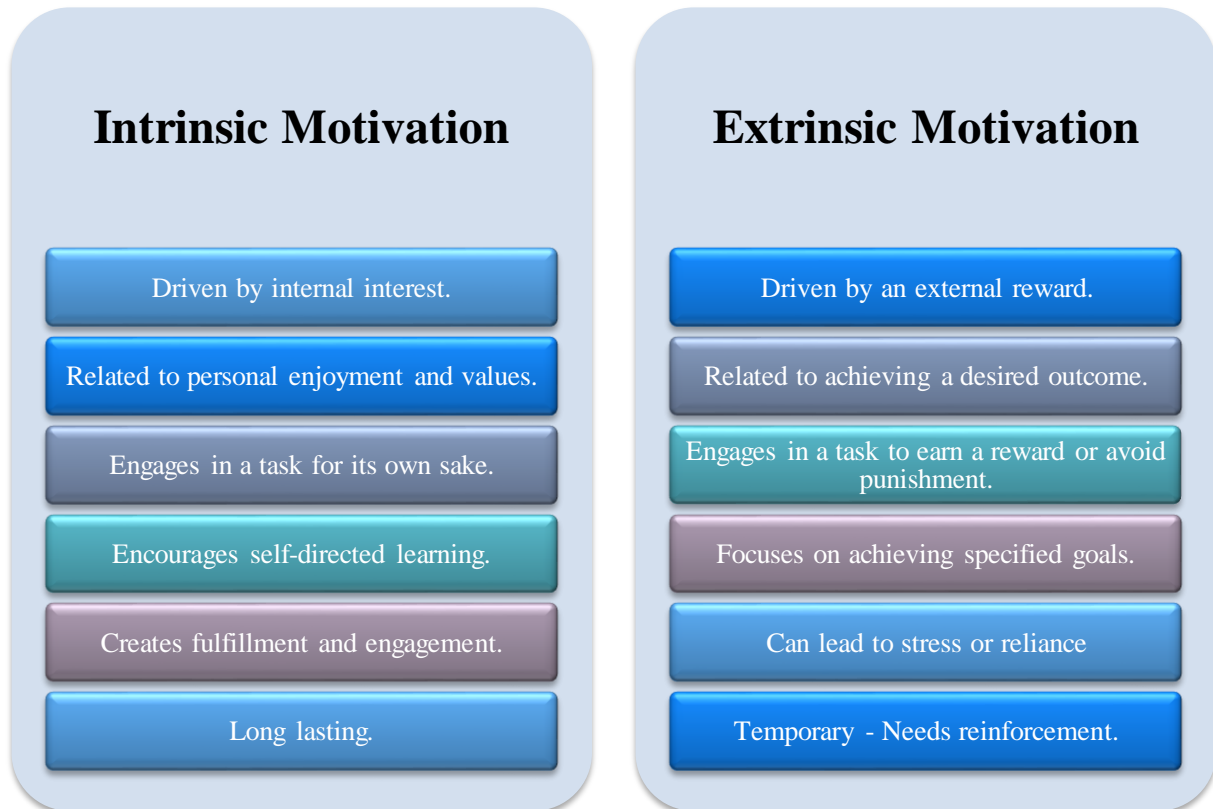 Intrinsic Motivation
Driven by internal interest.
Related to personal enjoyment and values.
Engages in a task for its own sake.
Encourages self-directed learning.
Creates fulfillment and engagement.
Long lasting.
Extrinsic Motivation
Driven by an external reward.
Related to achieving a desired outcome.
Engages in a task to earn a reward or avoid
punishment.
Focuses on achieving specified goals.
Can lead to stress or reliance
Temporary - Needs reinforcement.